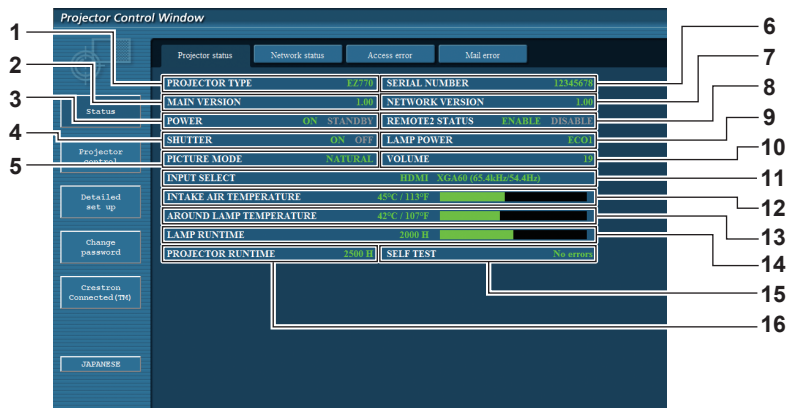 Projector Control Window
Projector status Network status Access error Mail error
Status
Projector control
Detailed set up
Change password
Crestron Connected(TM)
JAPANESE
PROJECTOR TYPE EZ770 SERIAL NUMBER 12345678
MAIN VERSION 1.00 NETWORK VERSION 1.00
POWER ON STANDBY REMOTE2 STATUS ENABLE DISABLE
SHUTTER ON OFF LAMP POWER ECO1
PICTURE MODE NATURAL VOLUME 19
INPUT SELECT HDMI XGA60 (65.4kHz/54.4Hz)
INTAKE AIR TEMPERATURE 45°C / 113°F
AROUND LAMP TEMPERATURE 42°C / 107°F
LAMP RUNTIME 2000 H
PROJECTOR RUNTIME 2500 H SELF TEST No errors
1
2
3
4
5
6
7
8
9
10
11
12
13
14
15
16